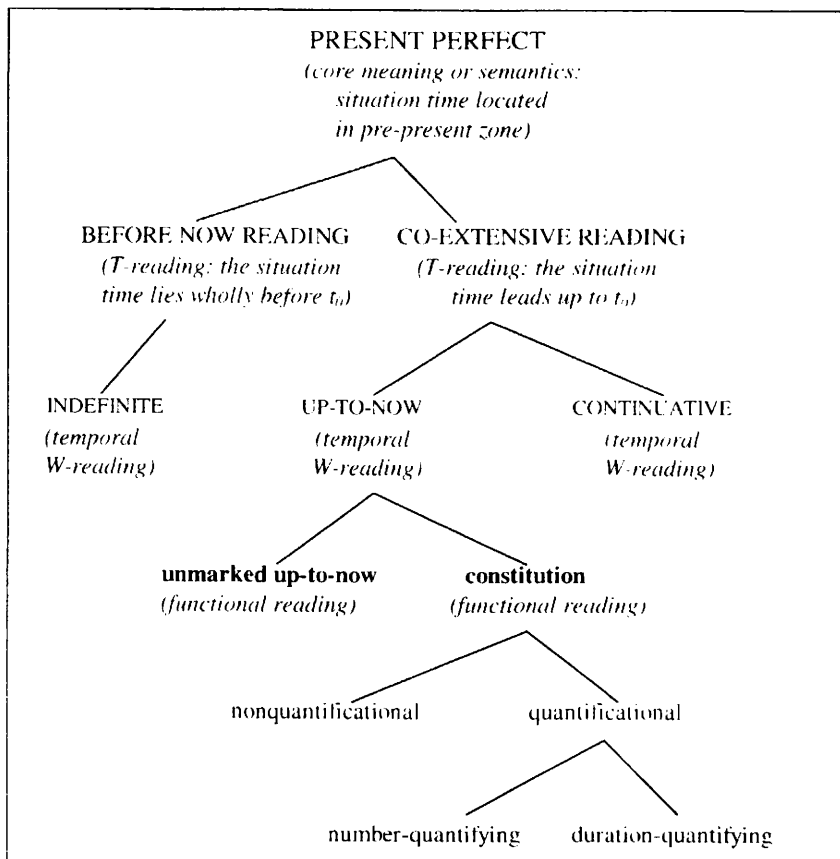 PRESENT PERFECT
(core meaning or semantics:
situation time located
in pre-present zone)
BEFORE NOW READING
CO-EXTENSIVE READING
(T-reading: the situation
time lies wholly before t₀)
(T-reading: the situation
time leads up to t₀)
INDEFINITE
UP-TO-NOW
CONTINUATIVE
(temporal
W-reading)
(temporal
W-reading)
(temporal
W-reading)
unmarked up-to-now
constitution
(functional reading)
(functional reading)
nonquantificational
quantificational
number-quantifying
duration-quantifying